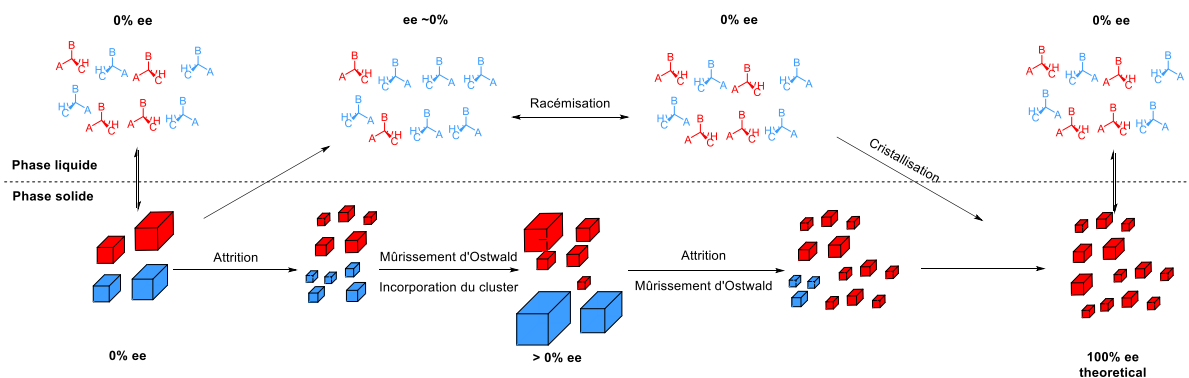 0% ee
ee ~0%
0% ee
0% ee
Racémisation
Cristallisation
Phase liquide
Phase solide
Attrition
Mûrissement d'Ostwald
Incorporation du cluster
Attrition
Mûrissement d'Ostwald
0% ee
> 0% ee
100% ee
theoretical